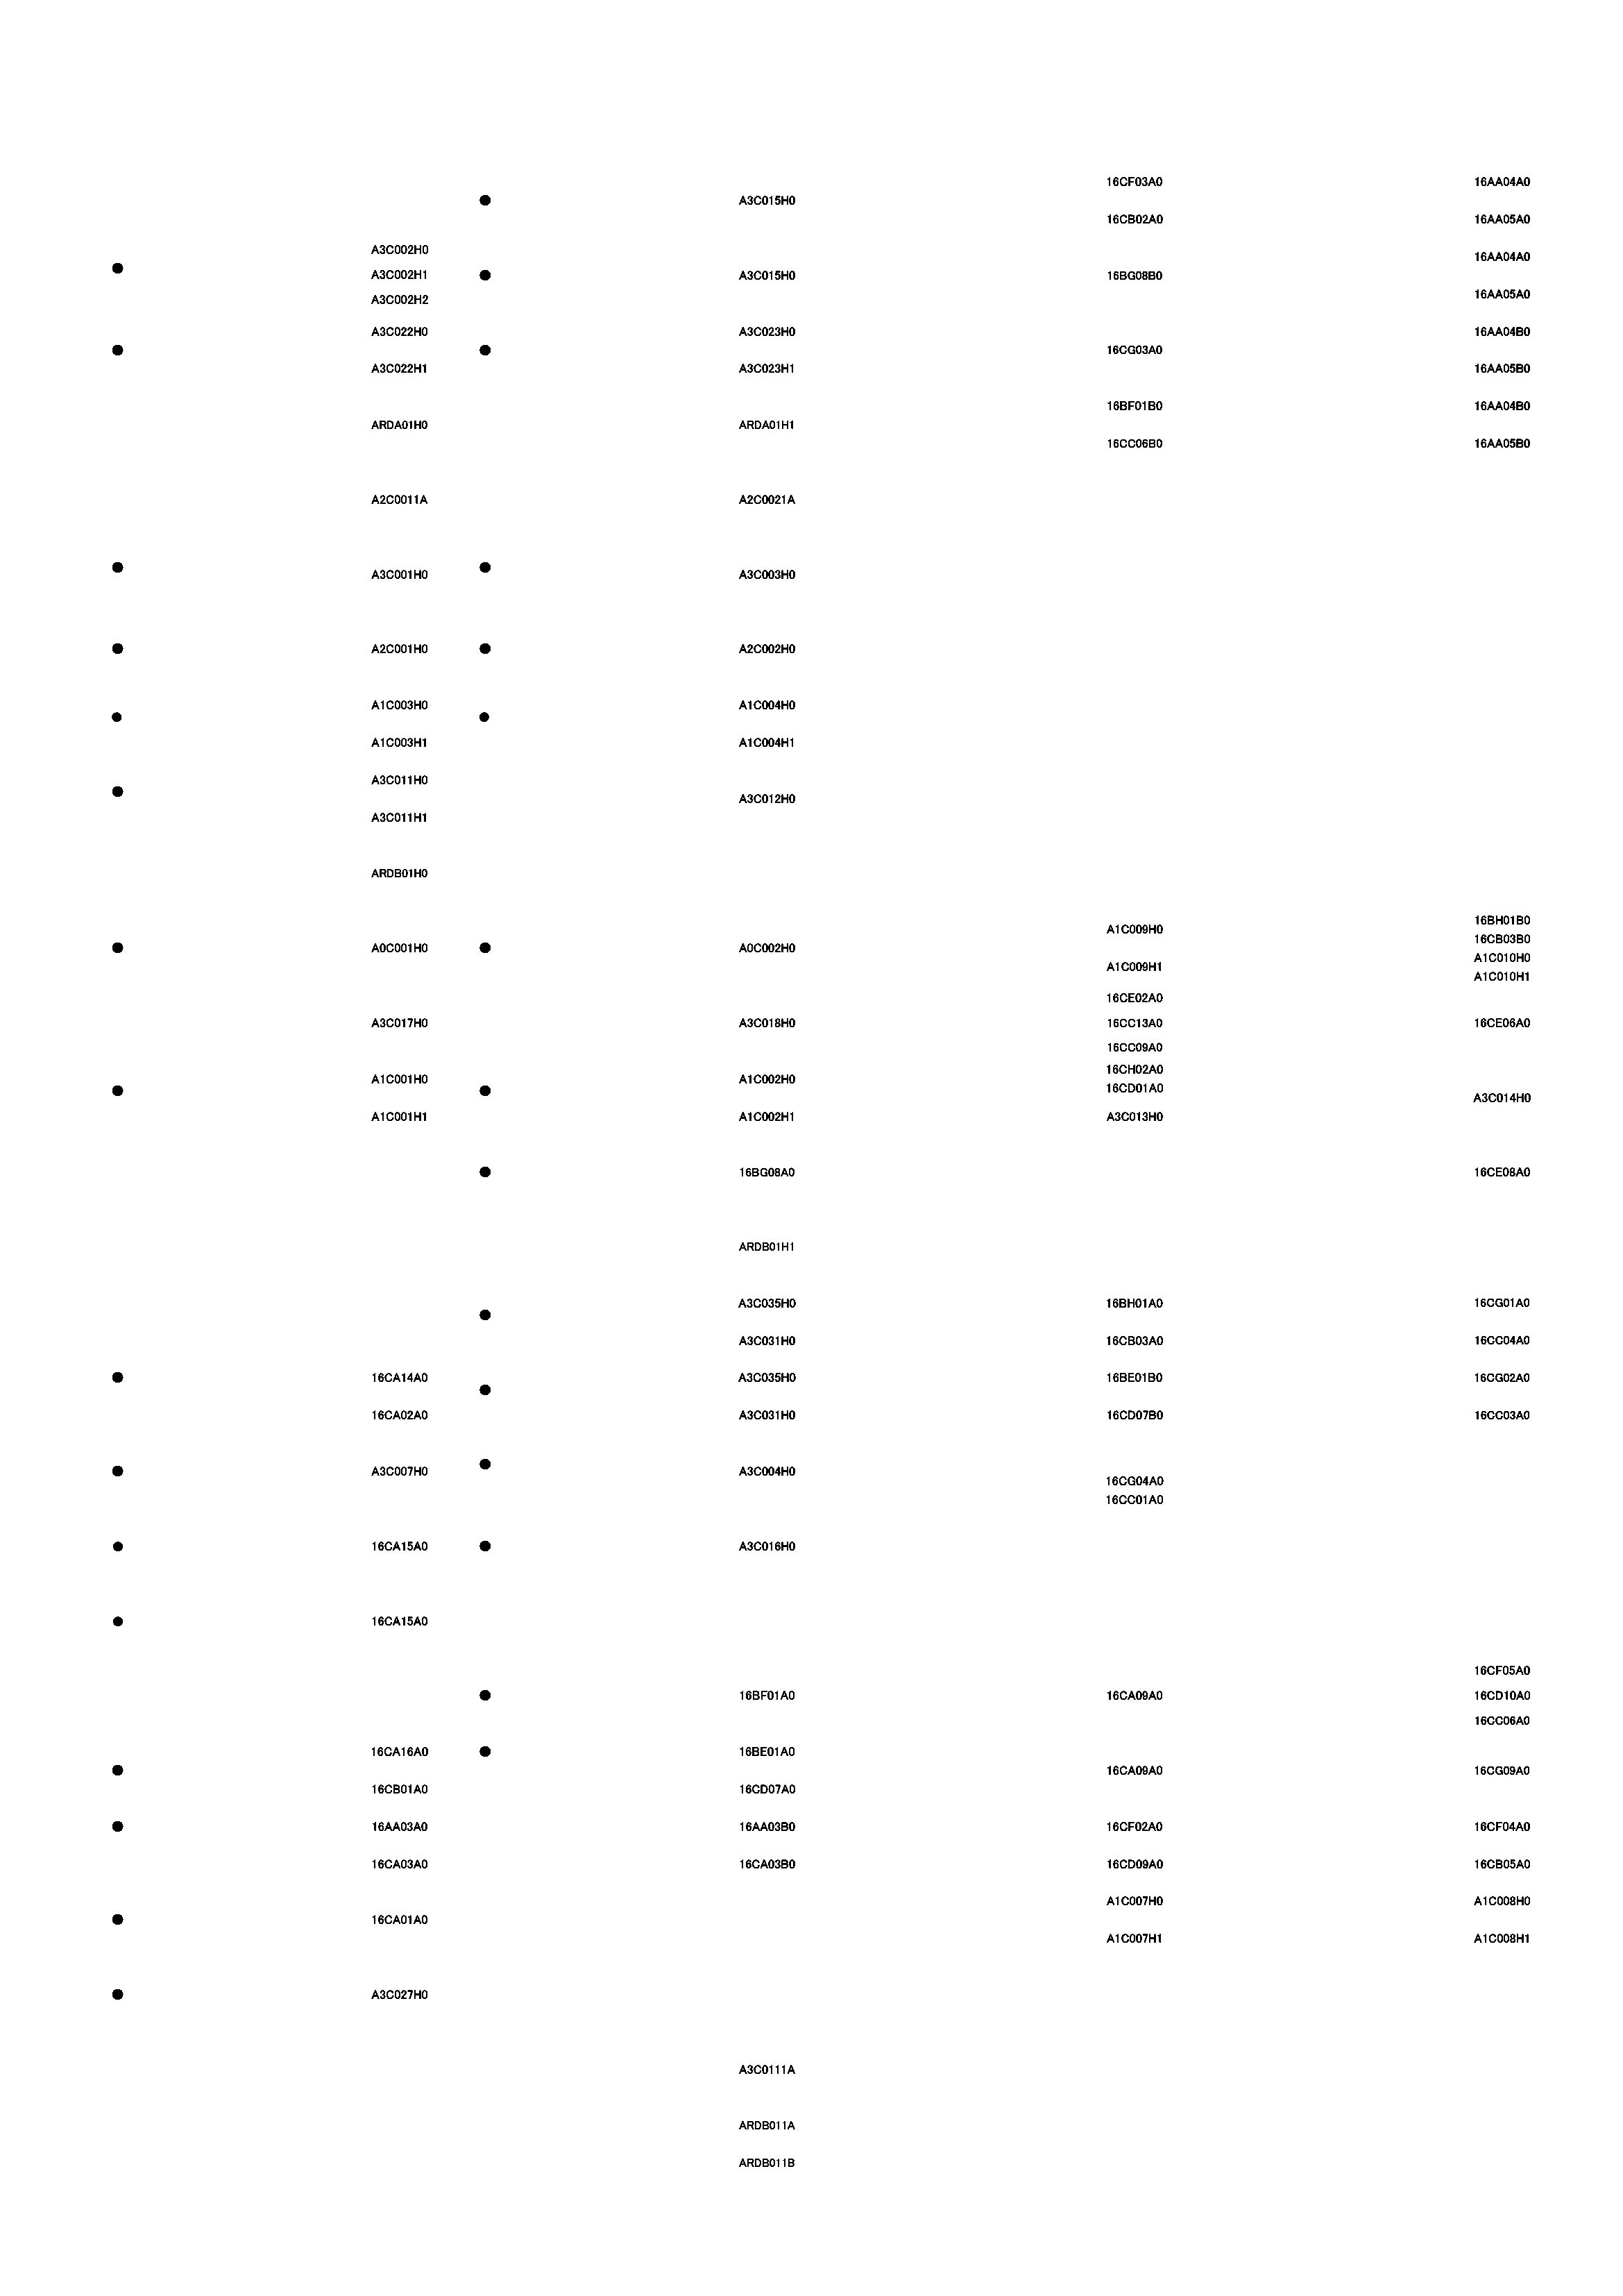 16CF03A0 16AA04A0
● A3C015H0
16CB02A0 16AA05A0
A3C002H0
16AA04A0
●
A3C002H1 ● A3C015H0 16BG08B0
16AA05A0
A3C002H2
A3C022H0 A3C023H0 16AA04B0
● ● 16CG03A0
A3C022H1 A3C023H1 16AA05B0
16BF01B0 16AA04B0
ARDA01H0 ARDA01H1
16CC06B0 16AA05B0
A2C0011A A2C0021A
● A3C001H0 ● A3C003H0
● A2C001H0 ● A2C002H0
A1C003H0 A1C004H0
● ●
A1C003H1 A1C004H1
A3C011H0
● A3C012H0
A3C011H1
ARDB01H0
16BH01B0
A1C009H0
16CB03B0
● A0C001H0 ● A0C002H0
A1C010H0
A1C009H1
A1C010H1
16CE02A0
A3C017H0 A3C018H0 16CC13A0 16CE06A0
16CC09A0
16CH02A0
A1C001H0 A1C002H0
● ● 16CD01A0
A3C014H0
A1C001H1 A1C002H1 A3C013H0
● 16BG08A0 16CE08A0
ARDB01H1
A3C035H0 16BH01A0 16CG01A0
●
A3C031H0 16CB03A0 16CC04A0
● 16CA14A0 A3C035H0 16BE01B0 16CG02A0
●
16CA02A0 A3C031H0 16CD07B0 16CC03A0
● A3C007H0 ● A3C004H0
16CG04A0
16CC01A0
● 16CA15A0 ● A3C016H0
● 16CA15A0
16CF05A0
● 16BF01A0 16CA09A0 16CD10A0
16CC06A0
16CA16A0 ● 16BE01A0
● 16CA09A0 16CG09A0
16CB01A0 16CD07A0
● 16AA03A0 16AA03B0 16CF02A0 16CF04A0
16CA03A0 16CA03B0 16CD09A0 16CB05A0
A1C007H0 A1C008H0
● 16CA01A0
A1C007H1 A1C008H1
● A3C027H0
A3C0111A
ARDB011A
ARDB011B